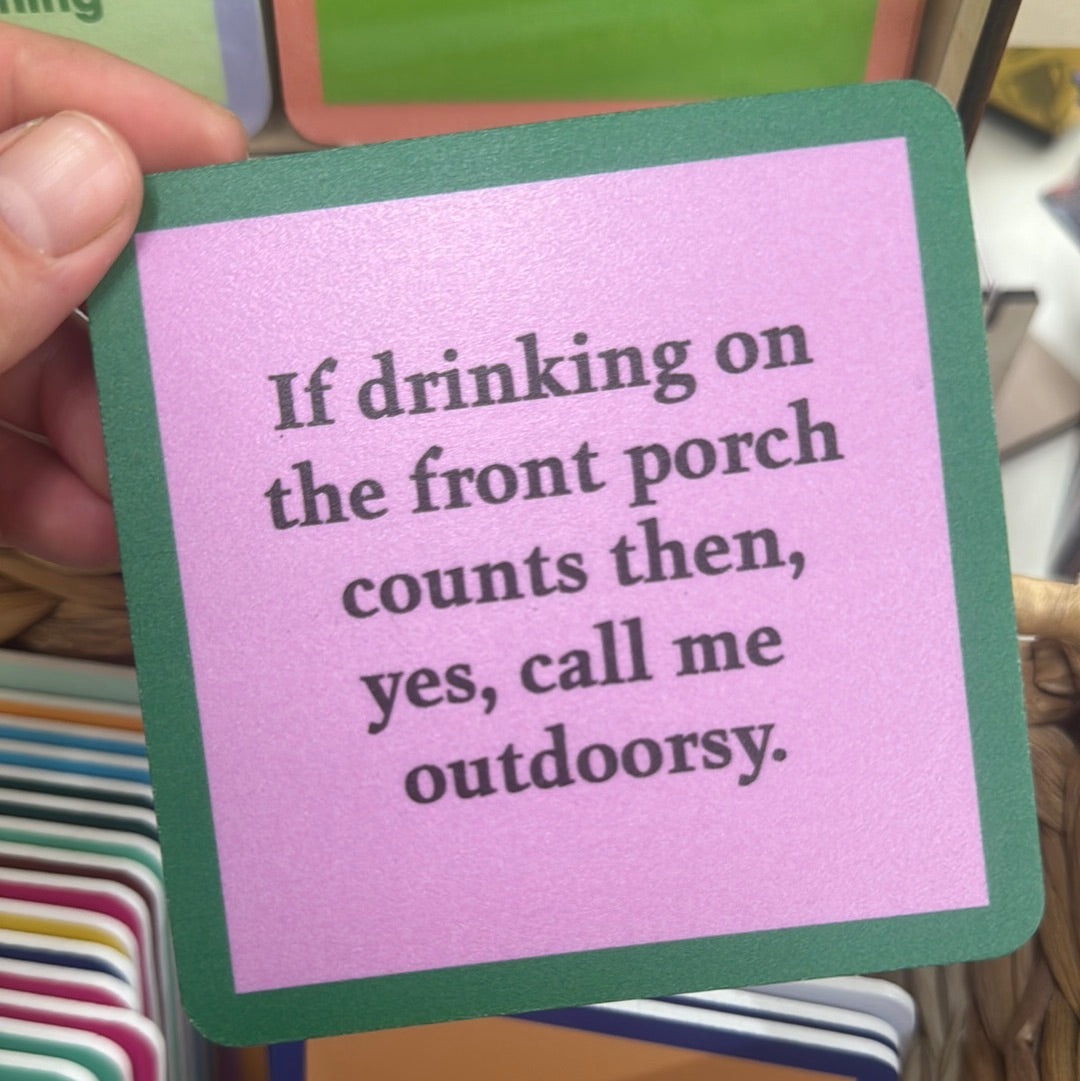 If drinking on
the front porch
counts then,
yes, call me
outdoorsy.